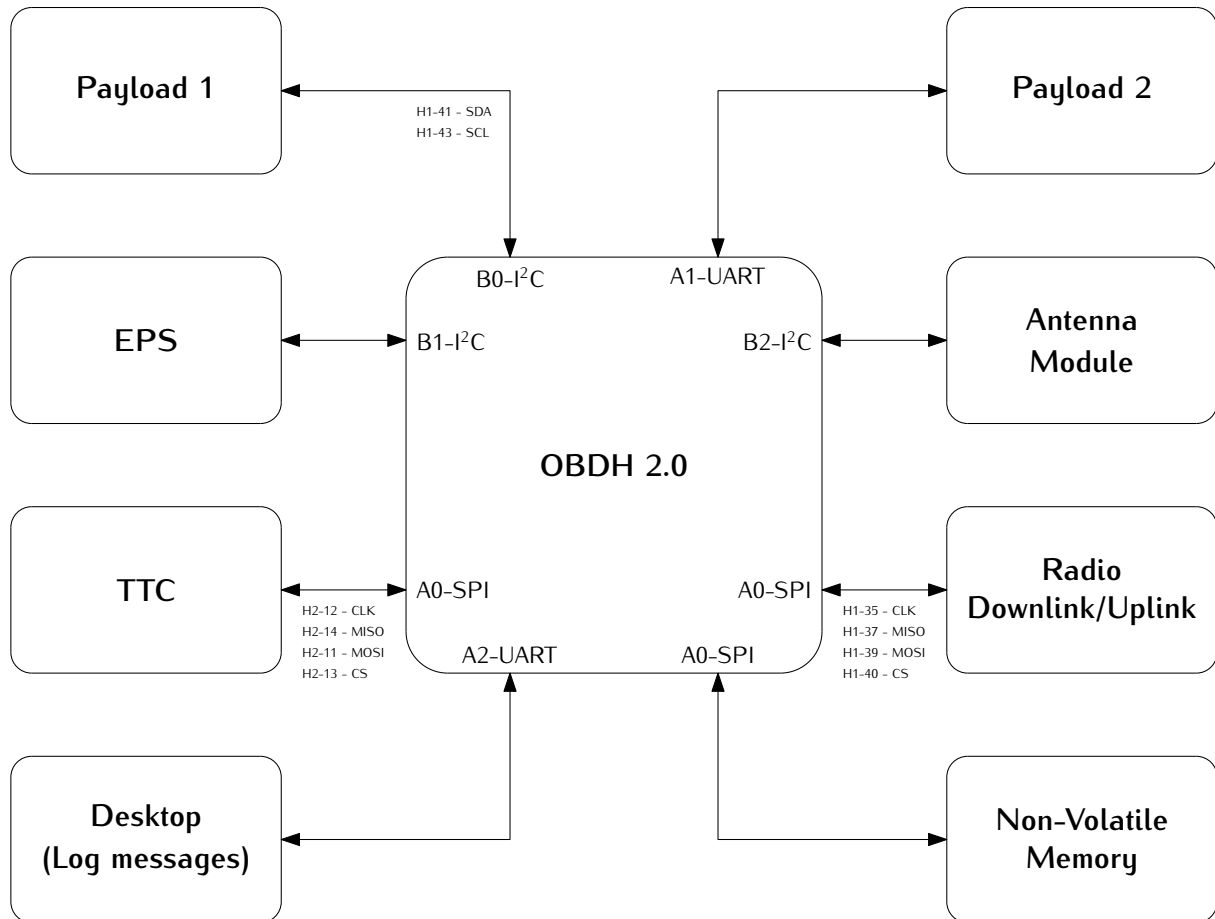 Payload 1
Payload 2
H1-41 - SDA
H1-43 - SCL
B0-I²C
A1-UART
EPS
B1-I²C
B2-I²C
Antenna
Module
OBDH 2.0
TTC
A0-SPI
A0-SPI
Radio
Downlink/Uplink
H2-12 - CLK
H2-14 - MISO
H2-11 - MOSI
H2-13 - CS
H1-35 - CLK
H1-37 - MISO
H1-39 - MOSI
H1-40 - CS
A2-UART
A0-SPI
Desktop
(Log messages)
Non-Volatile
Memory